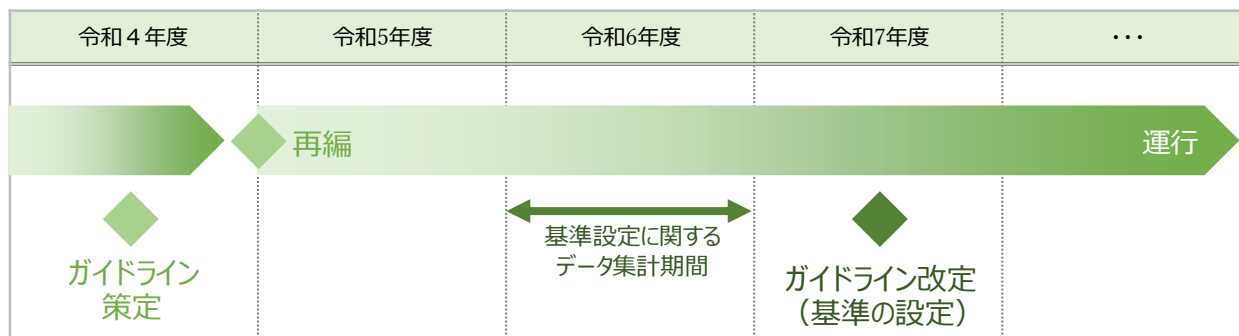 令和４年度
令和5年度
令和6年度
令和7年度
･･･
再編
運行
ガイドライン
策定
基準設定に関する
データ集計期間
ガイドライン改定
（基準の設定）